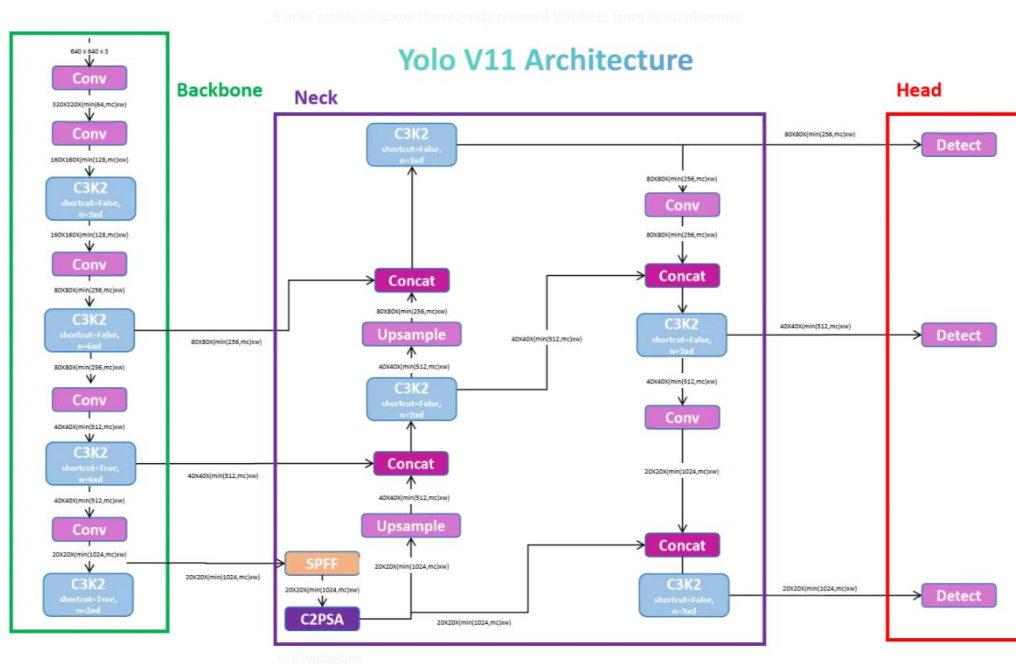 A brief article all about the recently released YOLOv11 from its architecture
Yolo V11 Architecture
Backbone
640 x 640 x 3
Conv
320X320X(min(64,mc)xw)
Conv
160X160X(min(128,mc)xw)
C3K2
shortcut=False,
n=3xd
160X160X(min(128,mc)xw)
Conv
80X80X(min(256,mc)xw)
C3K2
shortcut=False,
n=6xd
80X80X(min(256,mc)xw)
Conv
40X40X(min(512,mc)xw)
C3K2
shortcut=True,
n=6xd
40X40X(min(512,mc)xw)
Conv
20X20X(min(1024,mc)xw)
C3K2
shortcut=True,
n=3xd
80X80X(min(256,mc)xw)
40X40X(min(512,mc)xw)
20X20X(min(1024,mc)xw)
Neck
C3K2
shortcut=False,
n=3xd
Concat
80X80X(min(256,mc)xw)
Upsample
40X40X(min(512,mc)xw)
C3K2
shortcut=False,
n=3xd
Concat
40X40X(min(512,mc)xw)
Upsample
20X20X(min(1024,mc)xw)
SPFF
20X20X(min(1024,mc)xw)
C2PSA
20X20X(min(1024,mc)xw)
40X40X(min(512,mc)xw)
80X80X(min(256,mc)xw)
Conv
80X80X(min(256,mc)xw)
Concat
C3K2
shortcut=False,
n=3xd
40X40X(min(512,mc)xw)
Conv
20X20X(min(1024,mc)xw)
Concat
C3K2
shortcut=False,
n=3xd
Head
80X80X(min(256,mc)xw)
Detect
40X40X(min(512,mc)xw)
Detect
20X20X(min(1024,mc)xw)
Detect
6. Conclusion